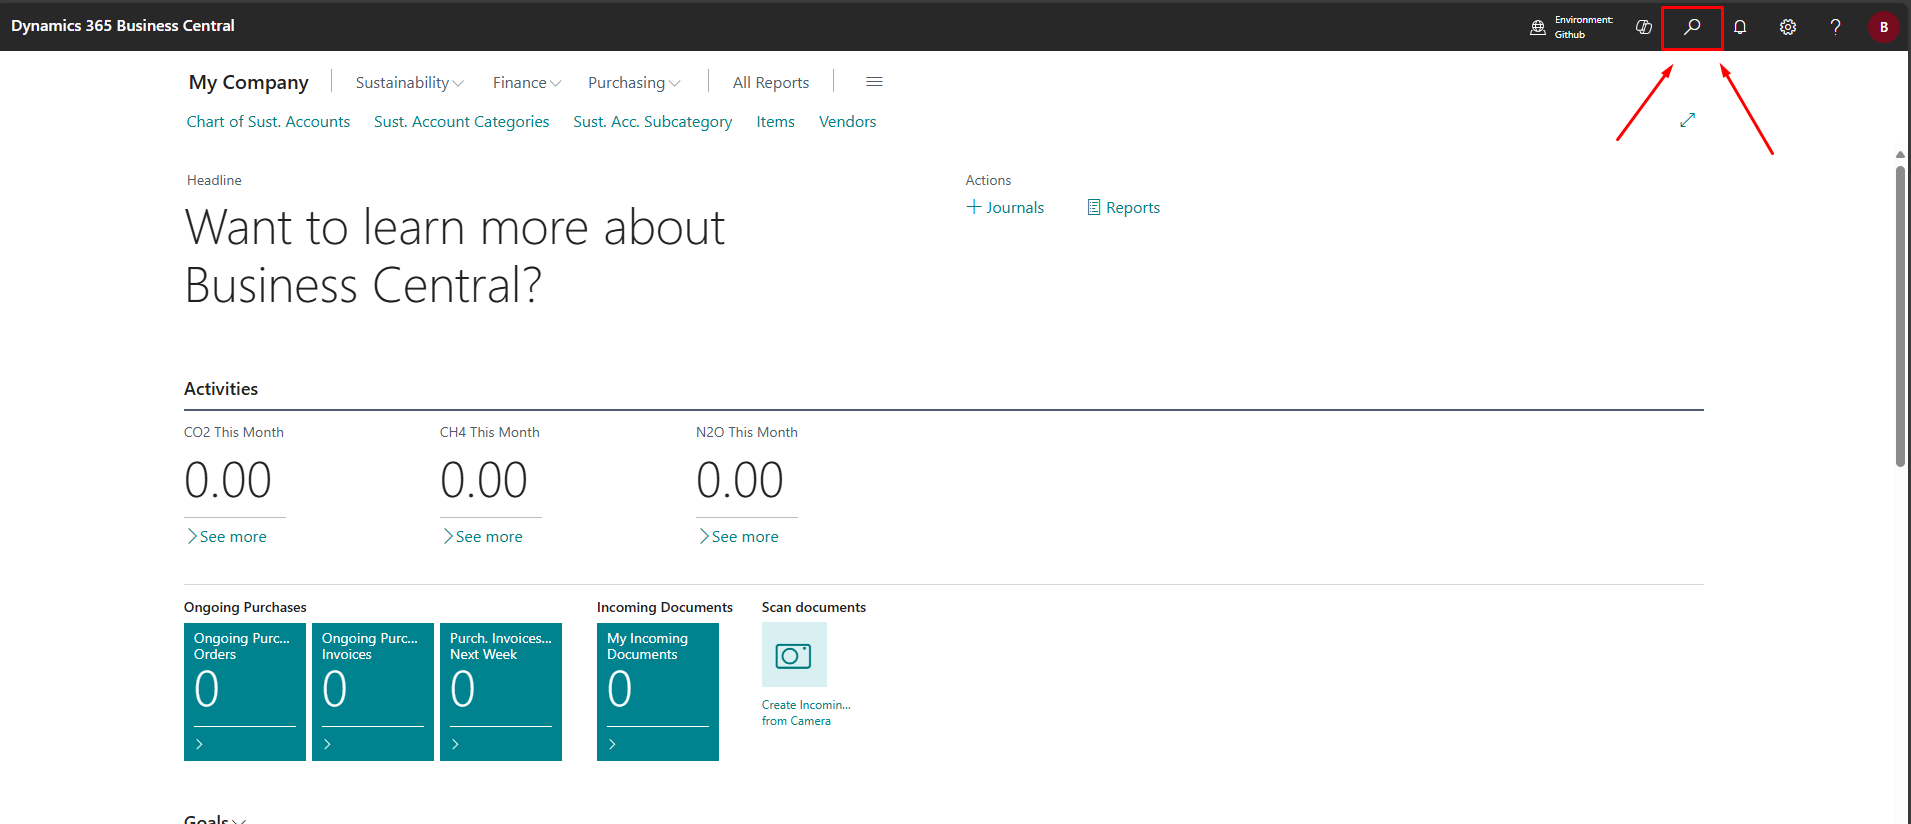 Dynamics 365 Business Central
Environment:
Github
?
B
My Company
Sustainability
Finance
Purchasing
All Reports
Chart of Sust. Accounts
Sust. Account Categories
Sust. Acc. Subcategory
Items
Vendors
Headline
Want to learn more about
Business Central?
Actions
Journals
Reports
Activities
CO2 This Month
0.00
See more
CH4 This Month
0.00
See more
N2O This Month
0.00
See more
Ongoing Purchases
Ongoing Purc...
Orders
0
Ongoing Purc...
Invoices
0
Purch. Invoices...
Next Week
0
Incoming Documents
My Incoming
Documents
0
Scan documents
Create Incomin...
from Camera
Goals